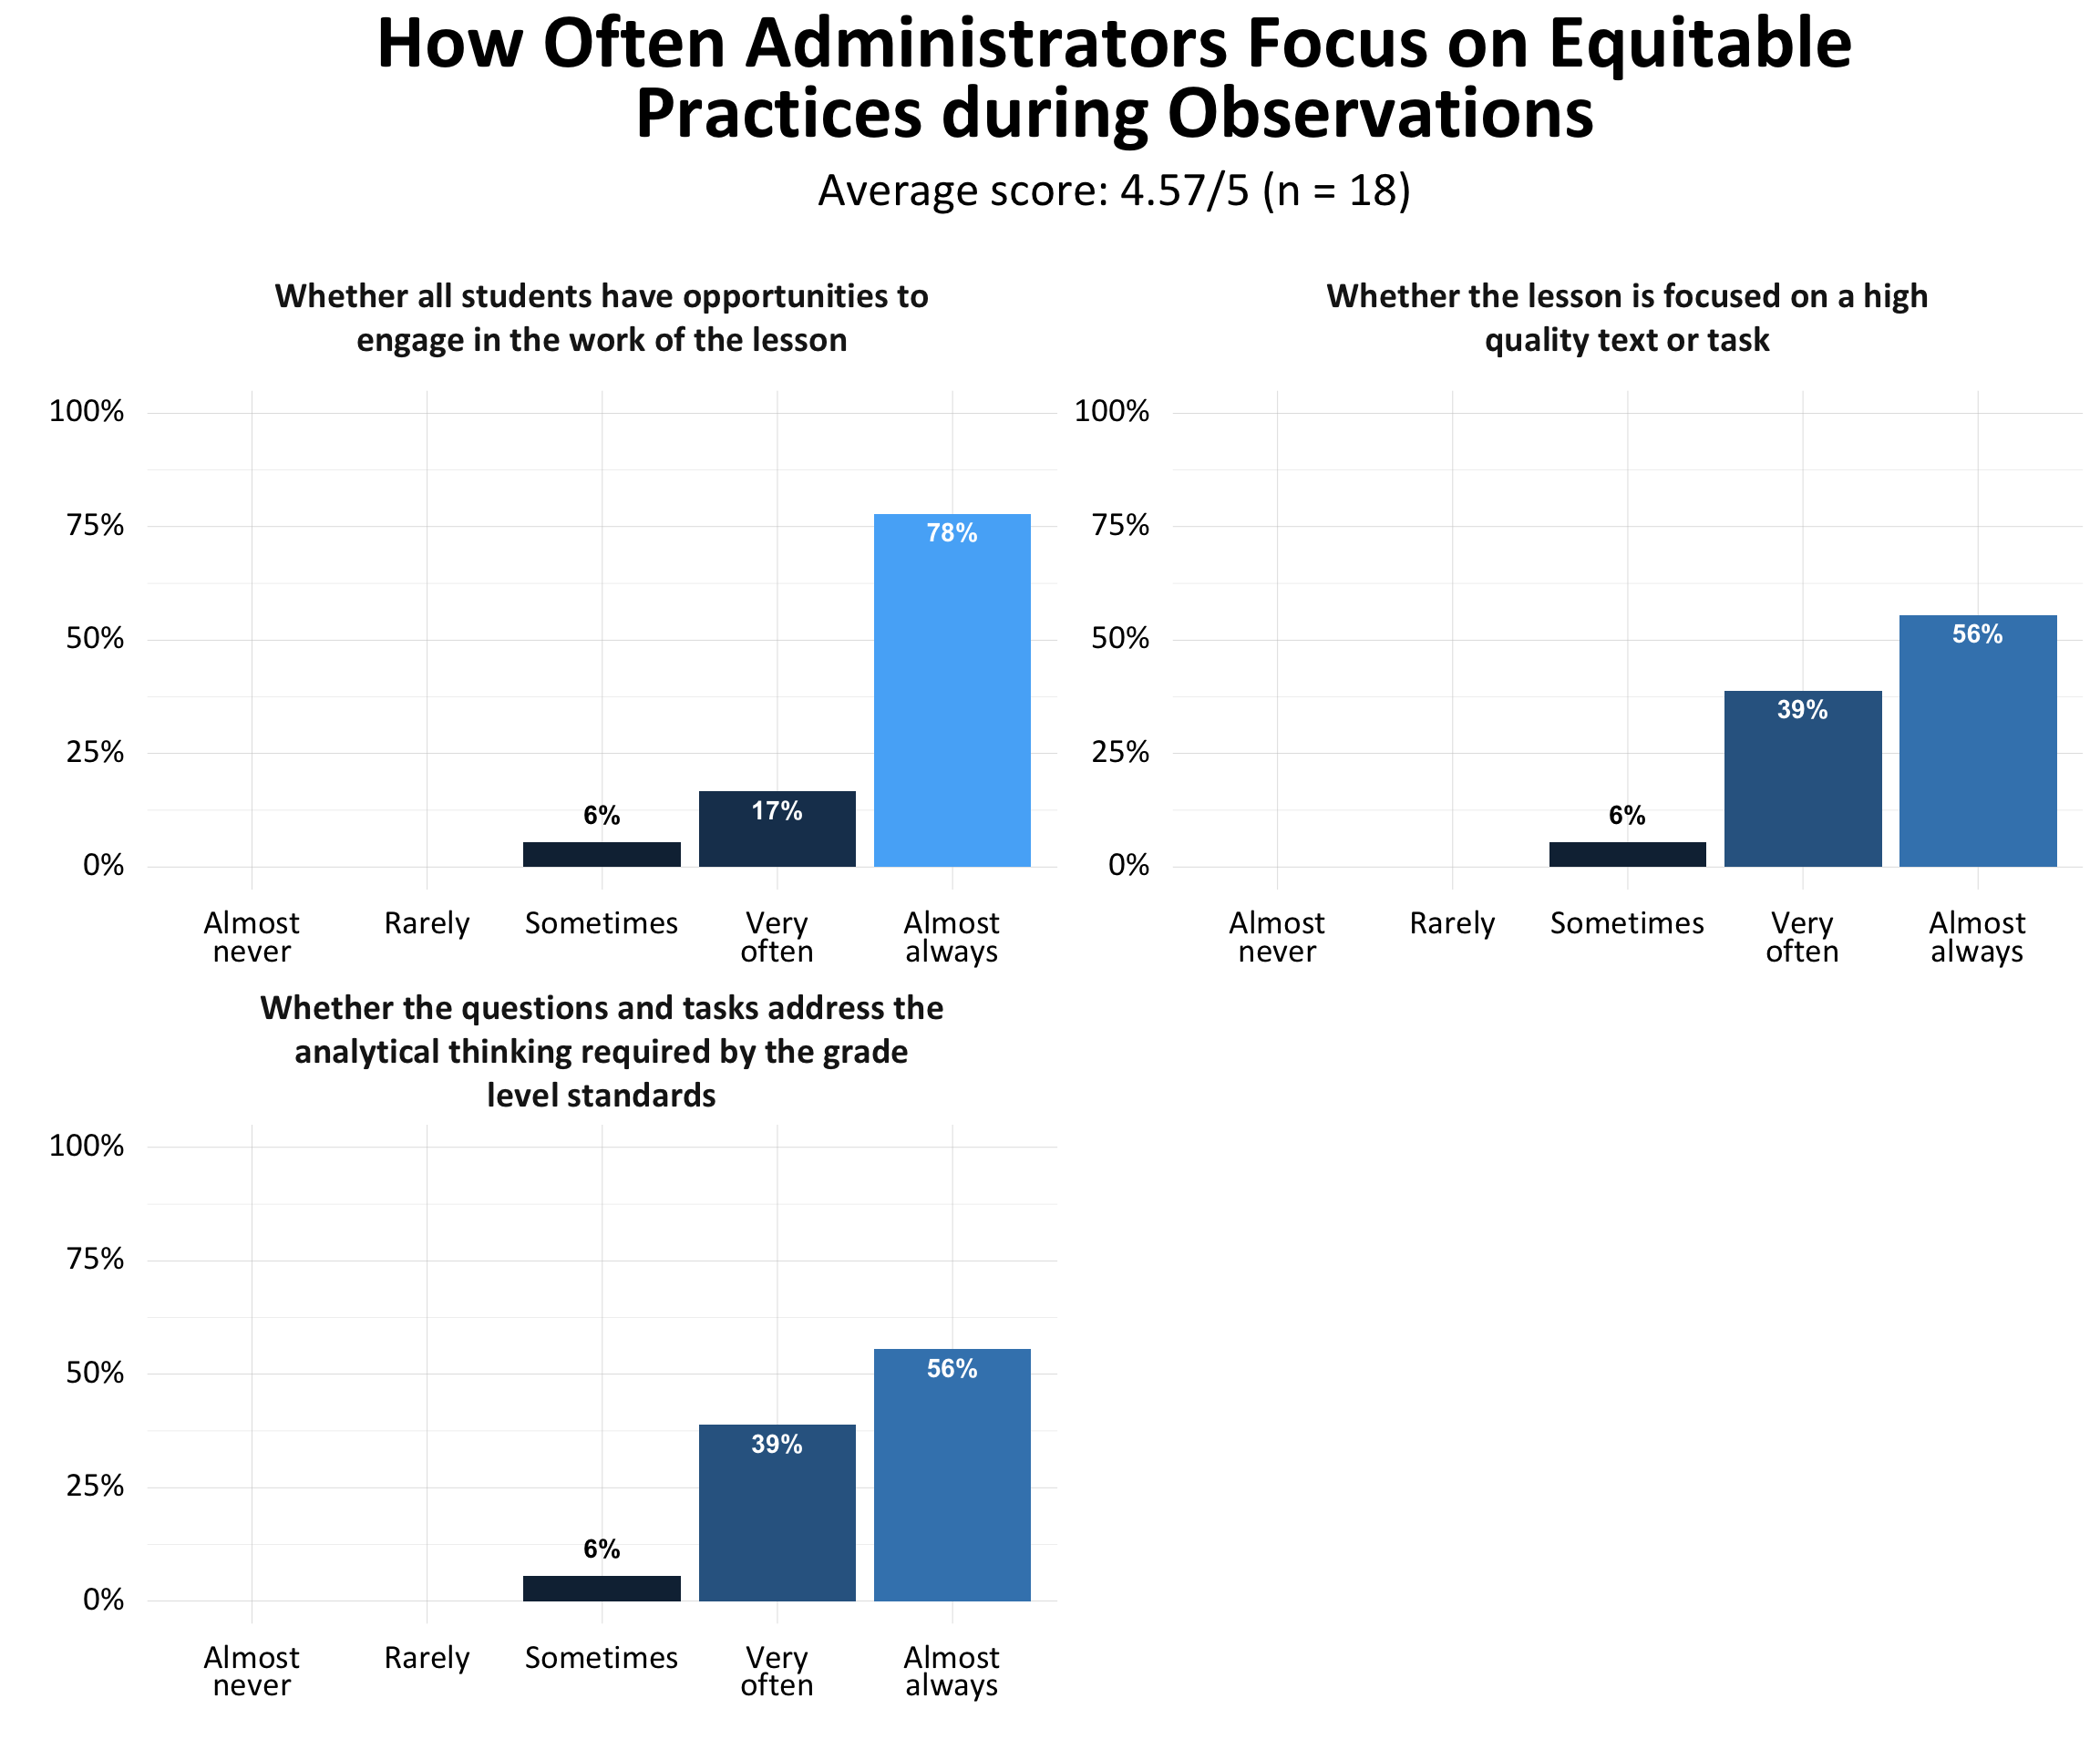 How Often Administrators Focus on Equitable
Practices during Observations
Average score: 4.57/5 (n = 18)
Whether all students have opportunities to
engage in the work of the lesson
100%
75%
50%
25%
0%
6%
17%
78%
Almost
never
Rarely
Sometimes
Very
often
Almost
always
Whether the lesson is focused on a high
quality text or task
100%
75%
50%
25%
0%
6%
39%
56%
Almost
never
Rarely
Sometimes
Very
often
Almost
always
Whether the questions and tasks address the
analytical thinking required by the grade
level standards
100%
75%
50%
25%
0%
6%
39%
56%
Almost
never
Rarely
Sometimes
Very
often
Almost
always